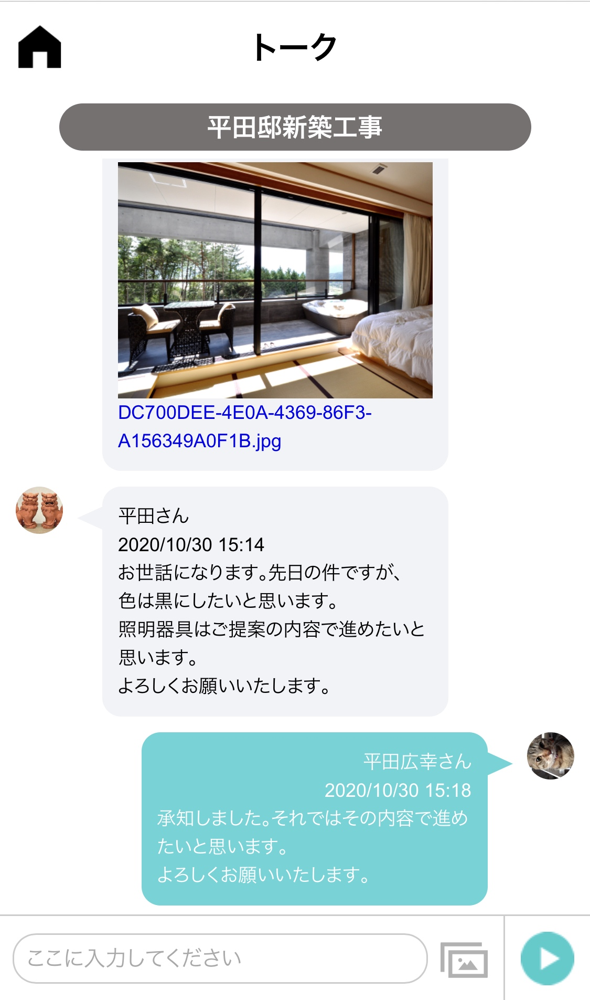 トーク
平田邸新築工事
DC700DEE-4E0A-4369-86F3-
A156349A0F1B.jpg
平田さん
2020/10/30 15:14
お世話になります。先日の件ですが、
色は黒にしたいと思います。
照明器具はご提案の内容で進めたいと
思います。
よろしくお願いいたします。
平田広幸さん
2020/10/30 15:18
承知しました。それではその内容で進め
たいと思います。
よろしくお願いいたします。
ここに入力してください